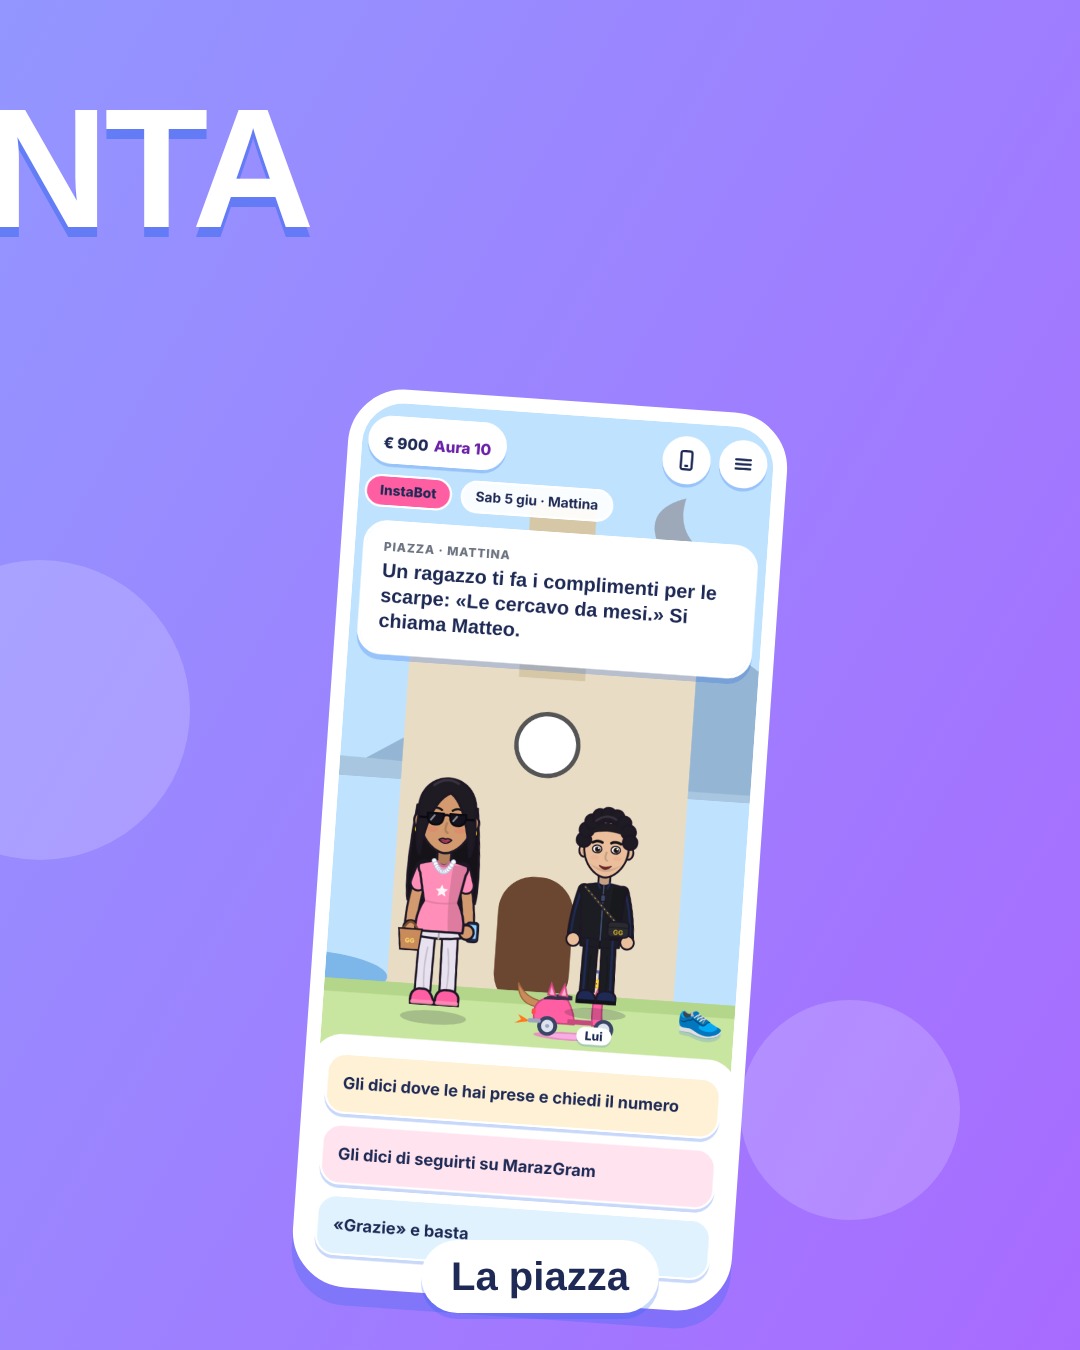 NTA
€ 900 Aura 10
InstaBot
Sab 5 giu · Mattina
PIAZZA · MATTINA
Un ragazzo ti fa i complimenti per le
scarpe: «Le cercavo da mesi.» Si
chiama Matteo.
GG
GG
Lui
Gli dici dove le hai prese e chiedi il numero
Gli dici di seguirti su MarazGram
«Grazie» e basta
La piazza